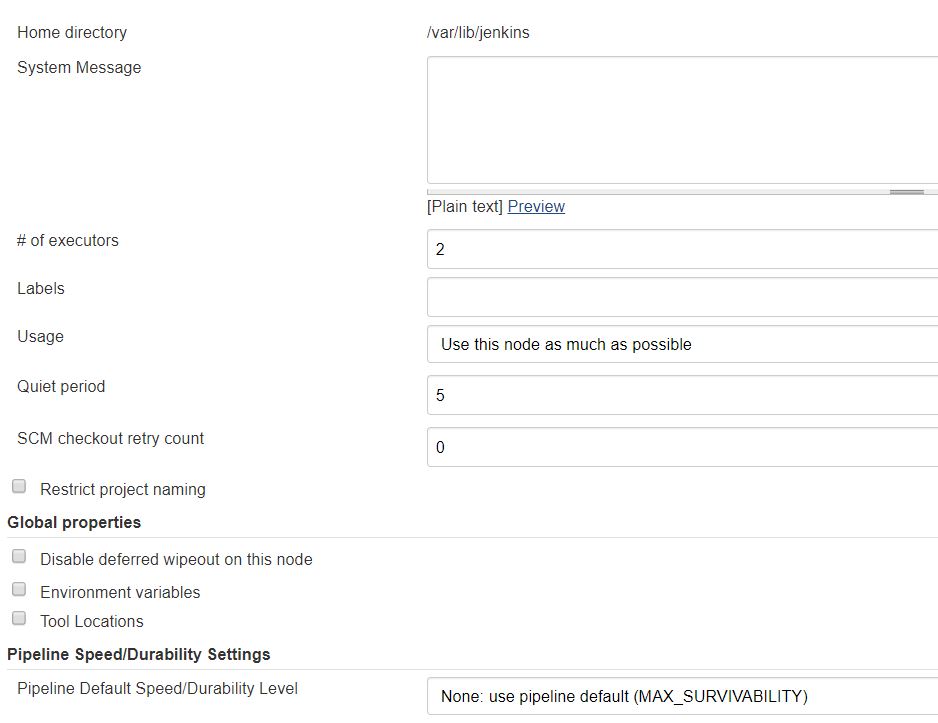 Home directory /var/lib/jenkins
System Message
[Plain text] Preview
# of executors 2
Labels
Usage Use this node as much as possible
Quiet period 5
SCM checkout retry count 0
Restrict project naming
Global properties
Disable deferred wipeout on this node
Environment variables
Tool Locations
Pipeline Speed/Durability Settings
Pipeline Default Speed/Durability Level None: use pipeline default (MAX_SURVIVABILITY)